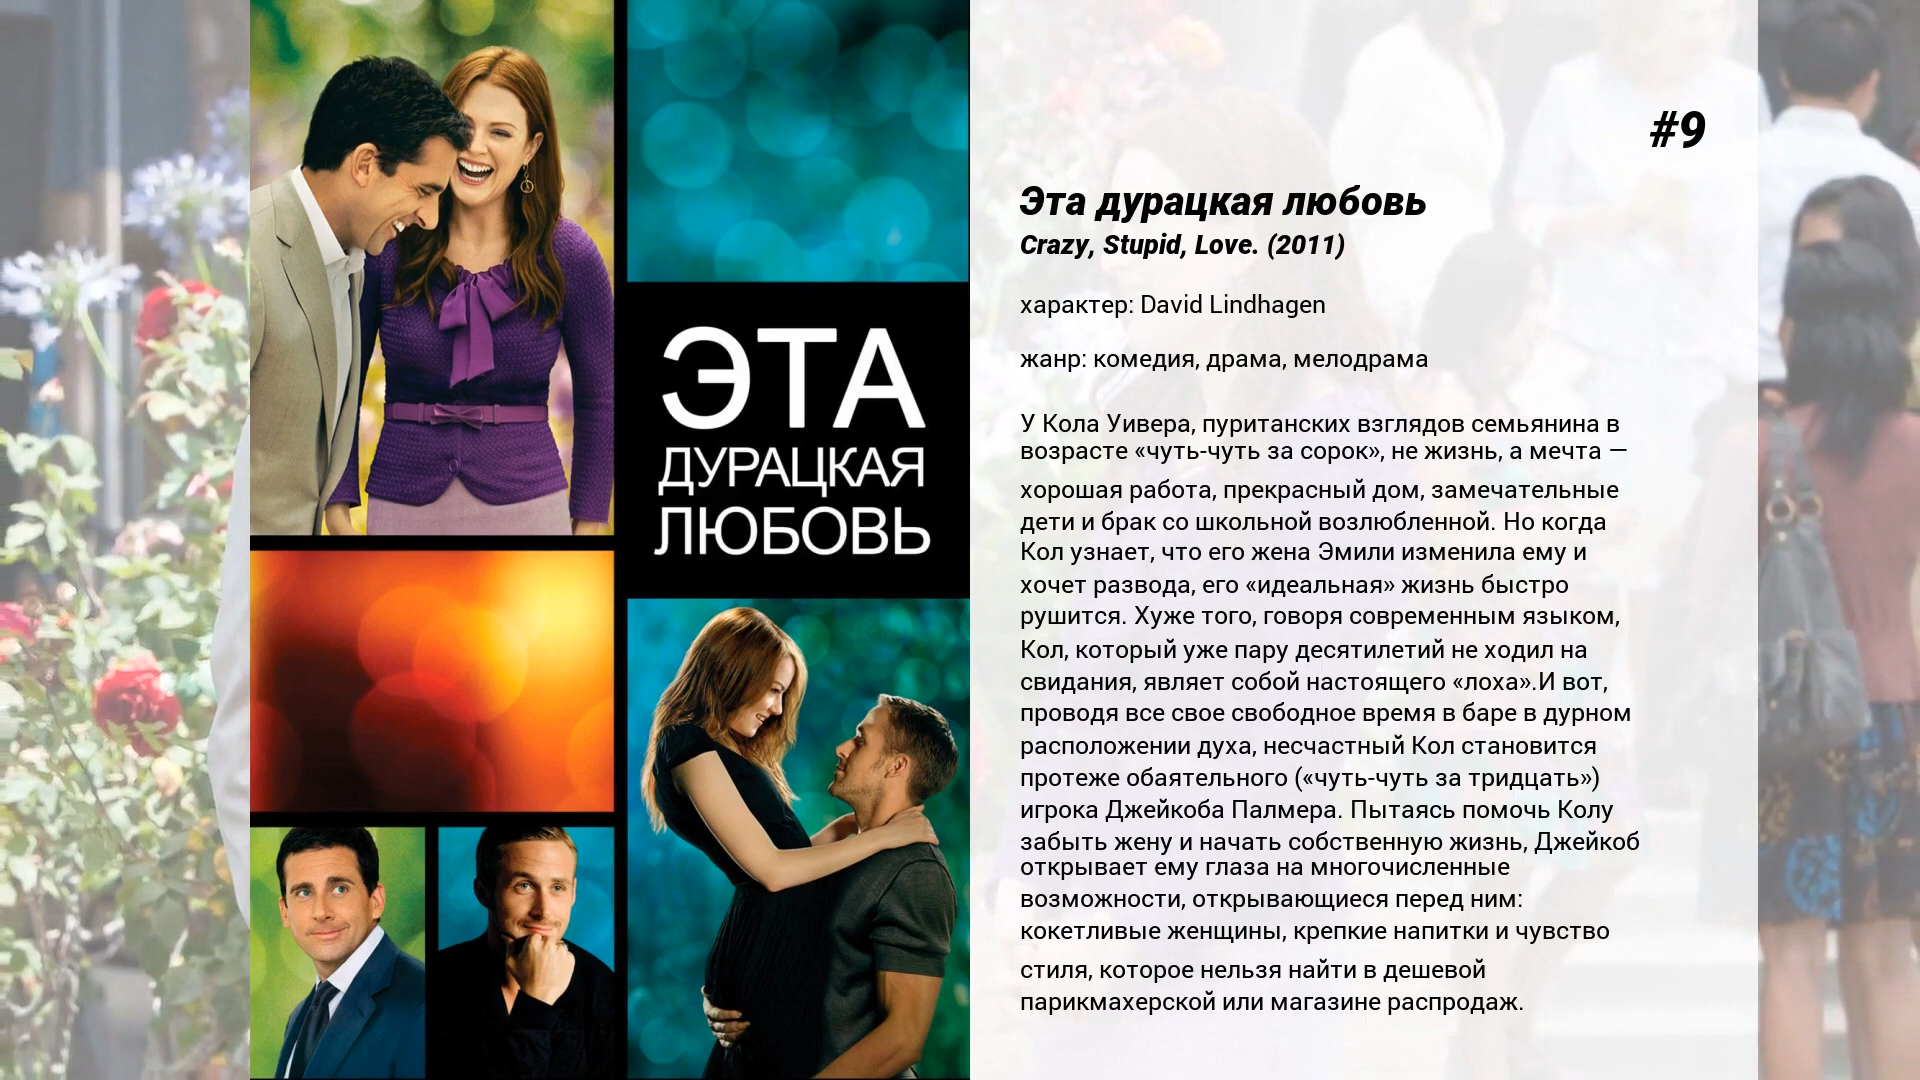 ЭТА
ДУРАЦКАЯ
ЛЮБОВЬ
#9
Эта дурацкая любовь
Crazy, Stupid, Love. (2011)
характер: David Lindhagen
жанр: комедия, драма, мелодрама
У Кола Уивера, пуританских взглядов семьянина в
возрасте «чуть-чуть за сорок», не жизнь, а мечта —
хорошая работа, прекрасный дом, замечательные
дети и брак со школьной возлюбленной. Но когда
Кол узнает, что его жена Эмили изменила ему и
хочет развода, его «идеальная» жизнь быстро
рушится. Хуже того, говоря современным языком,
Кол, который уже пару десятилетий не ходил на
свидания, являет собой настоящего «лоха».И вот,
проводя все свое свободное время в баре в дурном
расположении духа, несчастный Кол становится
протеже обаятельного («чуть-чуть за тридцать»)
игрока Джейкоба Палмера. Пытаясь помочь Колу
забыть жену и начать собственную жизнь, Джейкоб
открывает ему глаза на многочисленные
возможности, открывающиеся перед ним:
кокетливые женщины, крепкие напитки и чувство
стиля, которое нельзя найти в дешевой
парикмахерской или магазине распродаж.